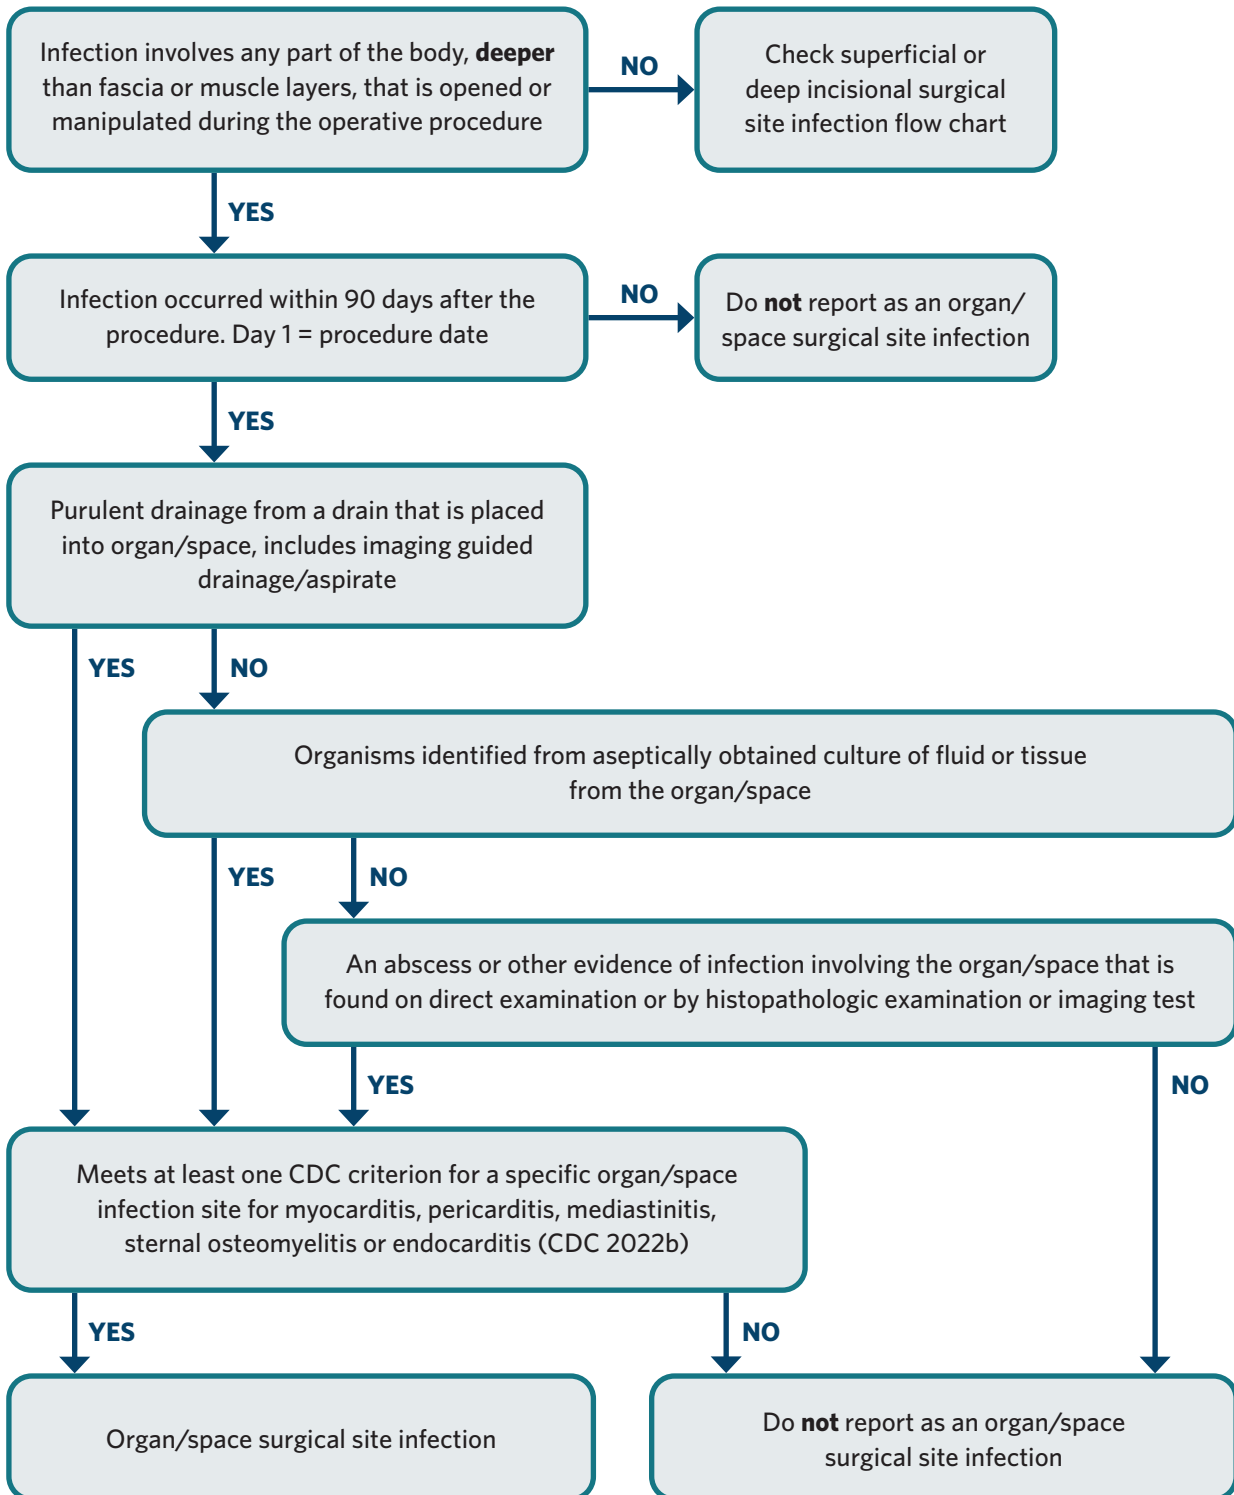 Infection involves any part of the body, deeper
than fascia or muscle layers, that is opened or
manipulated during the operative procedure
NO
Check superficial or
deep incisional surgical
site infection flow chart
YES
Infection occurred within 90 days after the
procedure. Day 1 = procedure date
NO
Do not report as an organ/
space surgical site infection
YES
Purulent drainage from a drain that is placed
into organ/space, includes imaging guided
drainage/aspirate
YES
NO
Organisms identified from aseptically obtained culture of fluid or tissue
from the organ/space
YES
NO
An abscess or other evidence of infection involving the organ/space that is
found on direct examination or by histopathologic examination or imaging test
YES
NO
Meets at least one CDC criterion for a specific organ/space
infection site for myocarditis, pericarditis, mediastinitis,
sternal osteomyelitis or endocarditis (CDC 2022b)
YES
NO
Organ/space surgical site infection
Do not report as an organ/space
surgical site infection